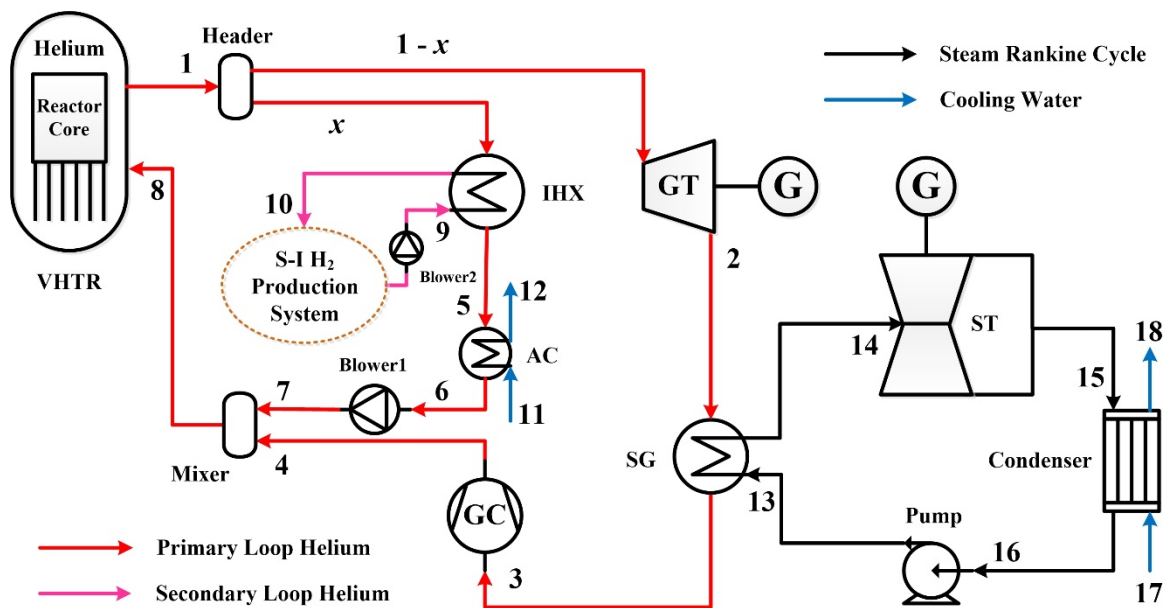 Header
Helium
1
1 - x
Steam Rankine Cycle
Reactor
Core
x
Cooling Water
8
IHX
GT
G
G
10
9
VHTR
S-I H₂
Production
System
Blower2
2
5
12
ST
14
18
AC
Blower1
15
7
6
11
SG
Condenser
Mixer
4
13
GC
Pump
Primary Loop Helium
3
16
Secondary Loop Helium
17